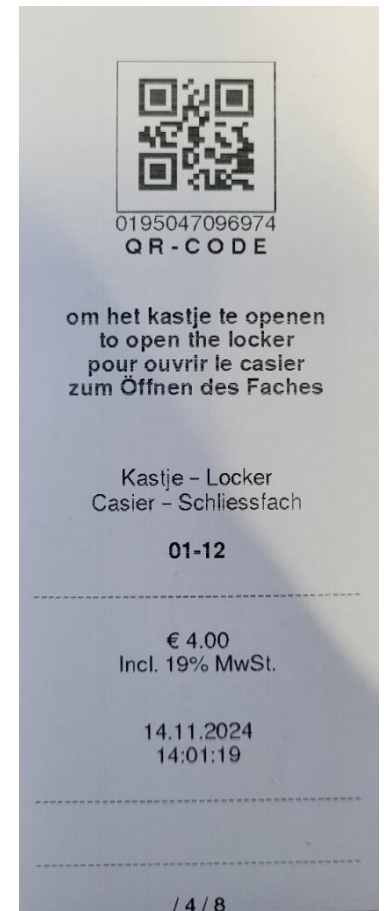 0195047096974
QR-CODE
om het kastje te openen
to open the locker
pour ouvrir le casier
zum Öffnen des Faches
Kastje – Locker
Casier – Schliessfach
01-12
€ 4.00
Incl. 19% MwSt.
14.11.2024
14:01:19
/ 4 / 8